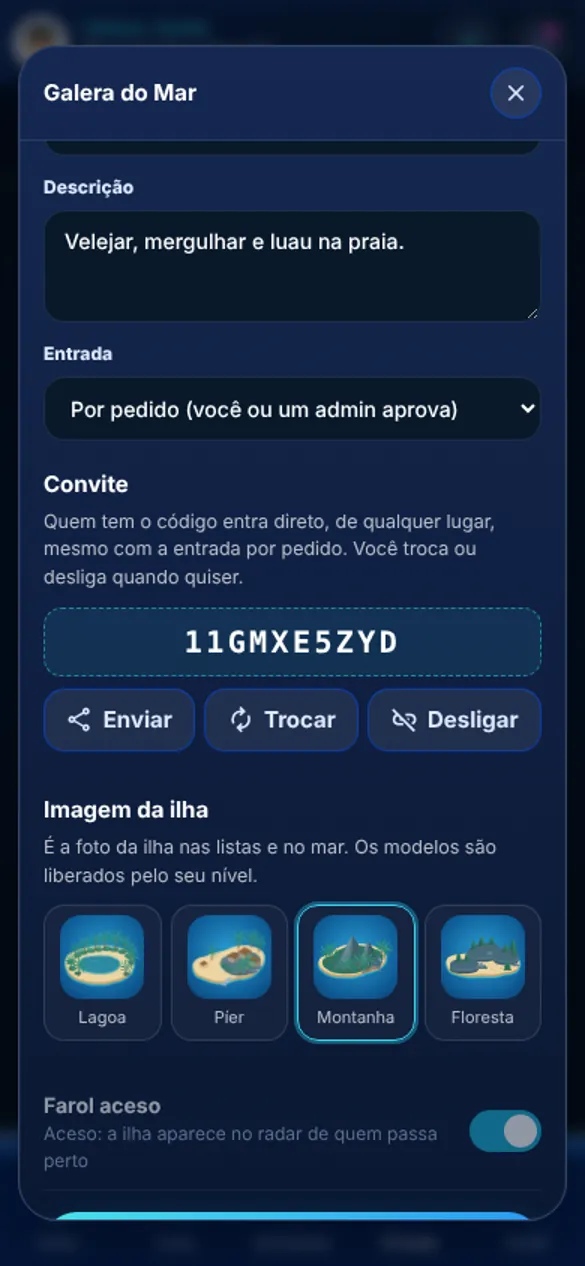 Galera do Mar
Descrição
Velejar, mergulhar e luau na praia.
Entrada
Por pedido (você ou um admin aprova)
Convite
Quem tem o código entra direto, de qualquer lugar,
mesmo com a entrada por pedido. Você troca ou
desliga quando quiser.
11GMXE5ZYD
Enviar
Trocar
Desligar
Imagem da ilha
É a foto da ilha nas listas e no mar. Os modelos são
liberados pelo seu nível.
Lagoa
Píer
Montanha
Floresta
Farol aceso
Aceso: a ilha aparece no radar de quem passa
perto